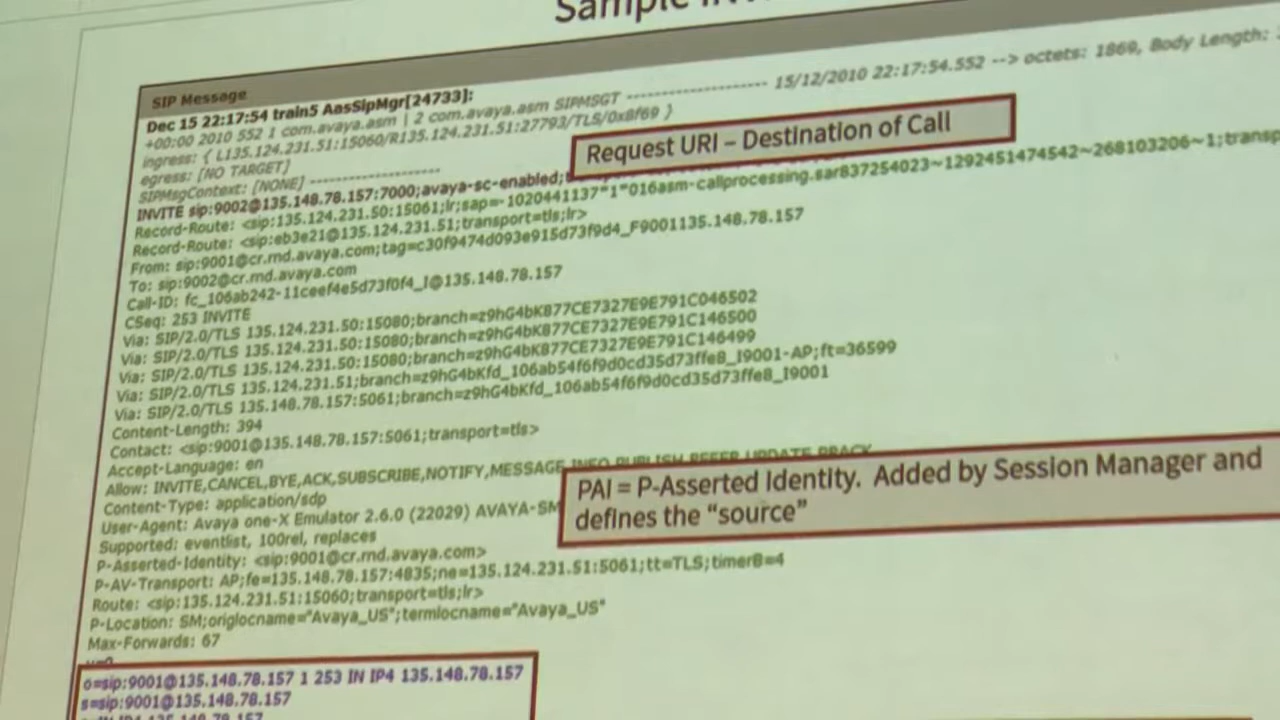 Sample
SIP Message
Dec 15 22:17:54 train5 AasSipMgr[24733]:
+00:00 2010 552 1 com.avaya.asm | 2 com.avaya.asm SIPMSGT -------------------- 15/12/2010 22:17:54.552 --> octets: 1869, Body Length:
ingress: { L135.124.231.51:15060/R135.124.231.51:27793/TLS/0x8f69 }
egress: [NO TARGET]
SIPMsgContext: [NONE] --------------------
Request URI – Destination of Call
INVITE sip:9002@135.148.78.157:7000;avaya-sc-enabled;
Record-Route: <sip:135.124.231.50:15061;lr;sap=-1020441137*1*016asm-callprocessing.sar837254023~1292451474542~268103206~1;transp
Record-Route: <sip:eb3e21@135.124.231.51;transport=tls;lr>
From: sip:9001@cr.rnd.avaya.com;tag=c30f9474d093e915d73f9d4_F9001135.148.78.157
To: sip:9002@cr.rnd.avaya.com
Call-ID: fc_106ab242-11ceef4e5d73f0f4_I@135.148.78.157
CSeq: 253 INVITE
Via: SIP/2.0/TLS 135.124.231.50:15080;branch=z9hG4bK877CE7327E9E791C046502
Via: SIP/2.0/TLS 135.124.231.50:15080;branch=z9hG4bK877CE7327E9E791C146500
Via: SIP/2.0/TLS 135.124.231.50:15080;branch=z9hG4bK877CE7327E9E791C146499
Via: SIP/2.0/TLS 135.124.231.51;branch=z9hG4bKfd_106ab54f6f9d0cd35d73ffe8_I9001-AP;ft=36599
Via: SIP/2.0/TLS 135.148.78.157:5061;branch=z9hG4bKfd_106ab54f6f9d0cd35d73ffe8_I9001
Content-Length: 394
Contact: <sip:9001@135.148.78.157:5061;transport=tls>
Accept-Language: en
Allow: INVITE,CANCEL,BYE,ACK,SUBSCRIBE,NOTIFY,MESSAGE,INFO,PUBLISH,REFER,UPDATE,PRACK
Content-Type: application/sdp
User-Agent: Avaya one-X Emulator 2.6.0 (22029) AVAYA-SM
PAI = P-Asserted Identity. Added by Session Manager and
defines the “source”
Supported: eventlist, 100rel, replaces
P-Asserted-Identity: <sip:9001@cr.rnd.avaya.com>
P-AV-Transport: AP;fe=135.148.78.157:4835;ne=135.124.231.51:5061;tt=TLS;timerB=4
Route: <sip:135.124.231.51:15060;transport=tls;lr>
P-Location: SM;origlocname="Avaya_US";termlocname="Avaya_US"
Max-Forwards: 67
v=0
o=sip:9001@135.148.78.157 1 253 IN IP4 135.148.78.157
s=sip:9001@135.148.78.157
IP4 135.148.78.157